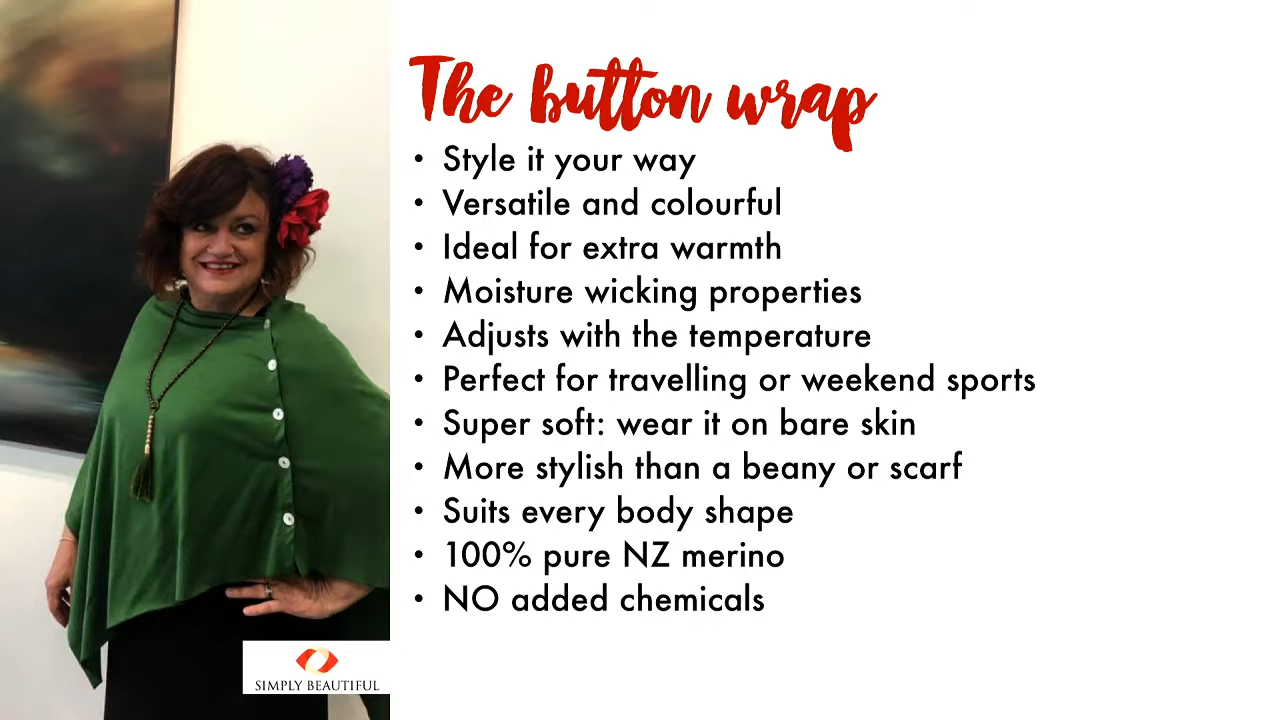 The button wrap
• Style it your way
• Versatile and colourful
• Ideal for extra warmth
• Moisture wicking properties
• Adjusts with the temperature
• Perfect for travelling or weekend sports
• Super soft: wear it on bare skin
• More stylish than a beany or scarf
• Suits every body shape
• 100% pure NZ merino
• NO added chemicals
SIMPLY BEAUTIFUL